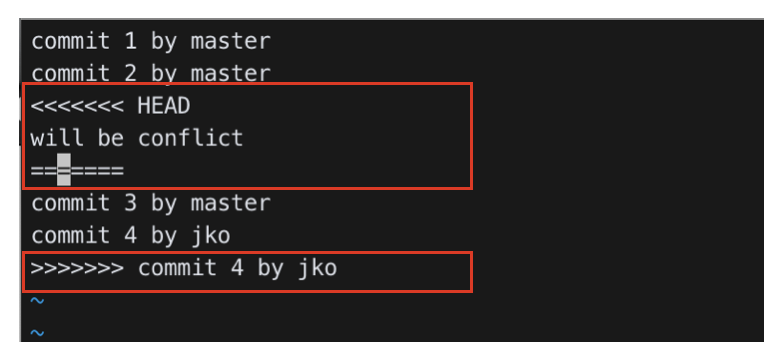 commit 1 by master
commit 2 by master
<<<<<<< HEAD
will be conflict
=======
commit 3 by master
commit 4 by jko
>>>>>>> commit 4 by jko
~
~